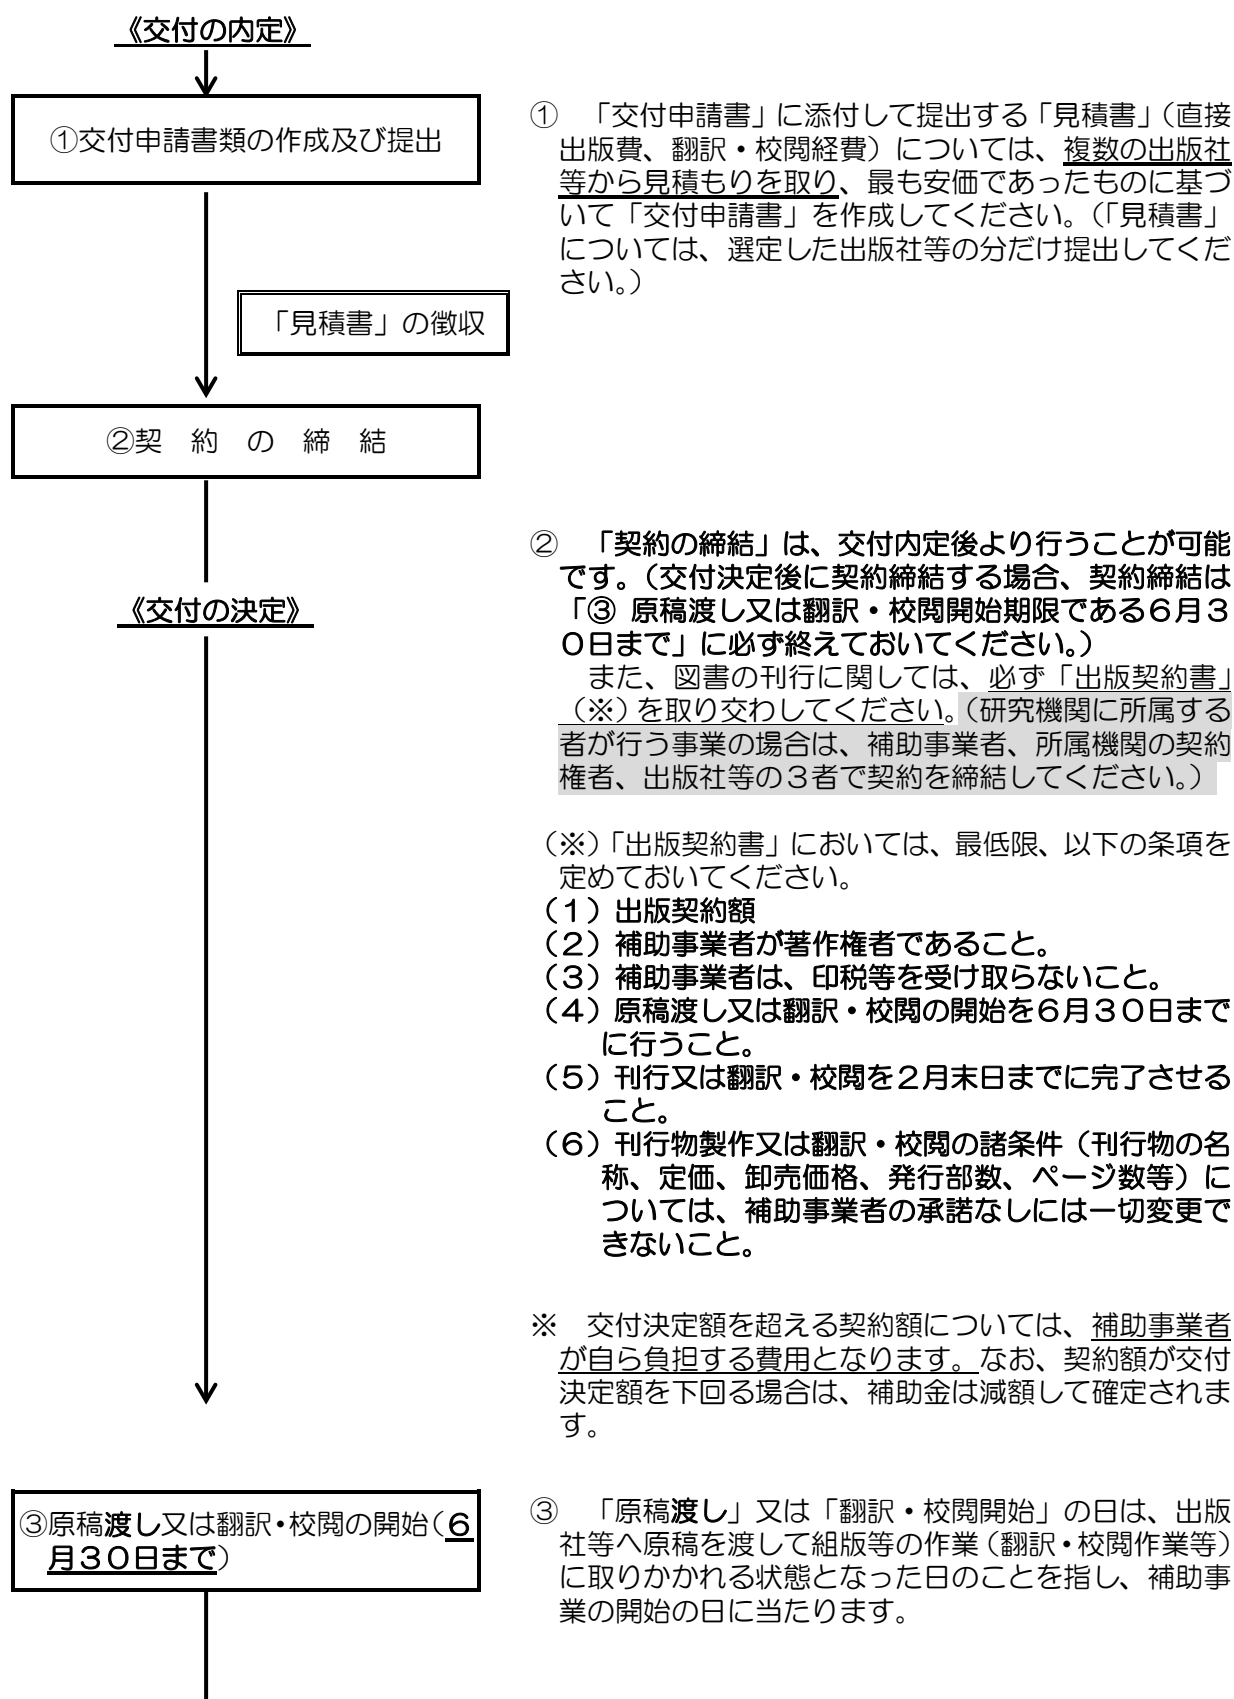 《交付の内定》
①交付申請書類の作成及び提出
① 「交付申請書」に添付して提出する「見積書」（直接
出版費、翻訳・校閲経費）については、複数の出版社
等から見積もりを取り、最も安価であったものに基づ
いて「交付申請書」を作成してください。（「見積書」
については、選定した出版社等の分だけ提出してくだ
さい。）
「見積書」の徴収
②契　約　の　締　結
② 「契約の締結」は、交付内定後より行うことが可能
です。（交付決定後に契約締結する場合、契約締結は
「③ 原稿渡し又は翻訳・校閲開始期限である６月３
０日まで」に必ず終えておいてください。）
《交付の決定》
また、図書の刊行に関しては、必ず「出版契約書」
（※）を取り交わしてください。（研究機関に所属する
者が行う事業の場合は、補助事業者、所属機関の契約
権者、出版社等の３者で契約を締結してください。）
（※）「出版契約書」においては、最低限、以下の条項を
定めておいてください。
（１）出版契約額
（２）補助事業者が著作権者であること。
（３）補助事業者は、印税等を受け取らないこと。
（４）原稿渡し又は翻訳・校閲の開始を６月３０日まで
に行うこと。
（５）刊行又は翻訳・校閲を２月末日までに完了させる
こと。
（６）刊行物製作又は翻訳・校閲の諸条件（刊行物の名
称、定価、卸売価格、発行部数、ページ数等）に
ついては、補助事業者の承諾なしには一切変更で
きないこと。
※　交付決定額を超える契約額については、補助事業者
が自ら負担する費用となります。なお、契約額が交付
決定額を下回る場合は、補助金は減額して確定されま
す。
③原稿渡し又は翻訳・校閲の開始（６
月３０日まで）
③ 「原稿渡し」又は「翻訳・校閲開始」の日は、出版
社等へ原稿を渡して組版等の作業（翻訳・校閲作業等）
に取りかかれる状態となった日のことを指し、補助事
業の開始の日に当たります。